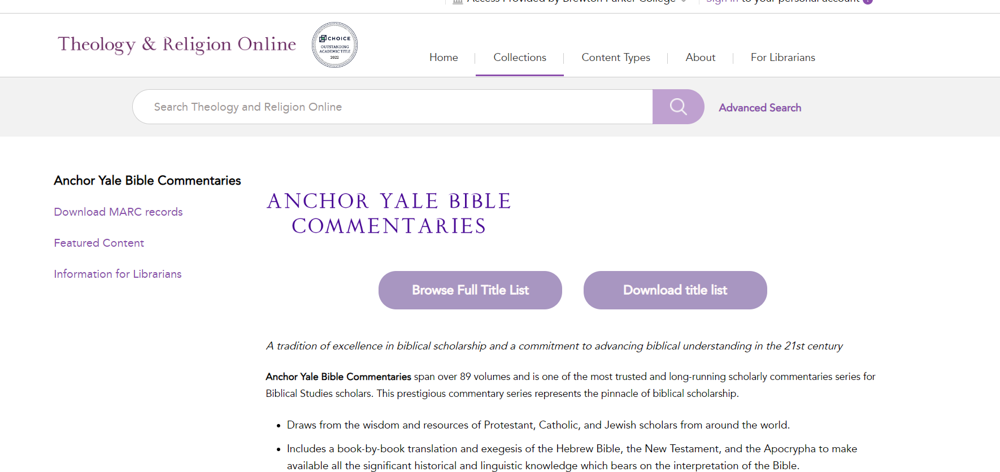 Access Provided by Brewton Parker College
Sign in to your personal account
Theology & Religion Online
CHOICE
OUTSTANDING
ACADEMIC TITLE
2022
Home
Collections
Content Types
About
For Librarians
Search Theology and Religion Online
Advanced Search
Anchor Yale Bible Commentaries
Download MARC records
Featured Content
Information for Librarians
ANCHOR YALE BIBLE
COMMENTARIES
Browse Full Title List
Download title list
A tradition of excellence in biblical scholarship and a commitment to advancing biblical understanding in the 21st century
Anchor Yale Bible Commentaries span over 89 volumes and is one of the most trusted and long-running scholarly commentaries series for
Biblical Studies scholars. This prestigious commentary series represents the pinnacle of biblical scholarship.
• Draws from the wisdom and resources of Protestant, Catholic, and Jewish scholars from around the world.
• Includes a book-by-book translation and exegesis of the Hebrew Bible, the New Testament, and the Apocrypha to make
available all the significant historical and linguistic knowledge which bears on the interpretation of the Bible.